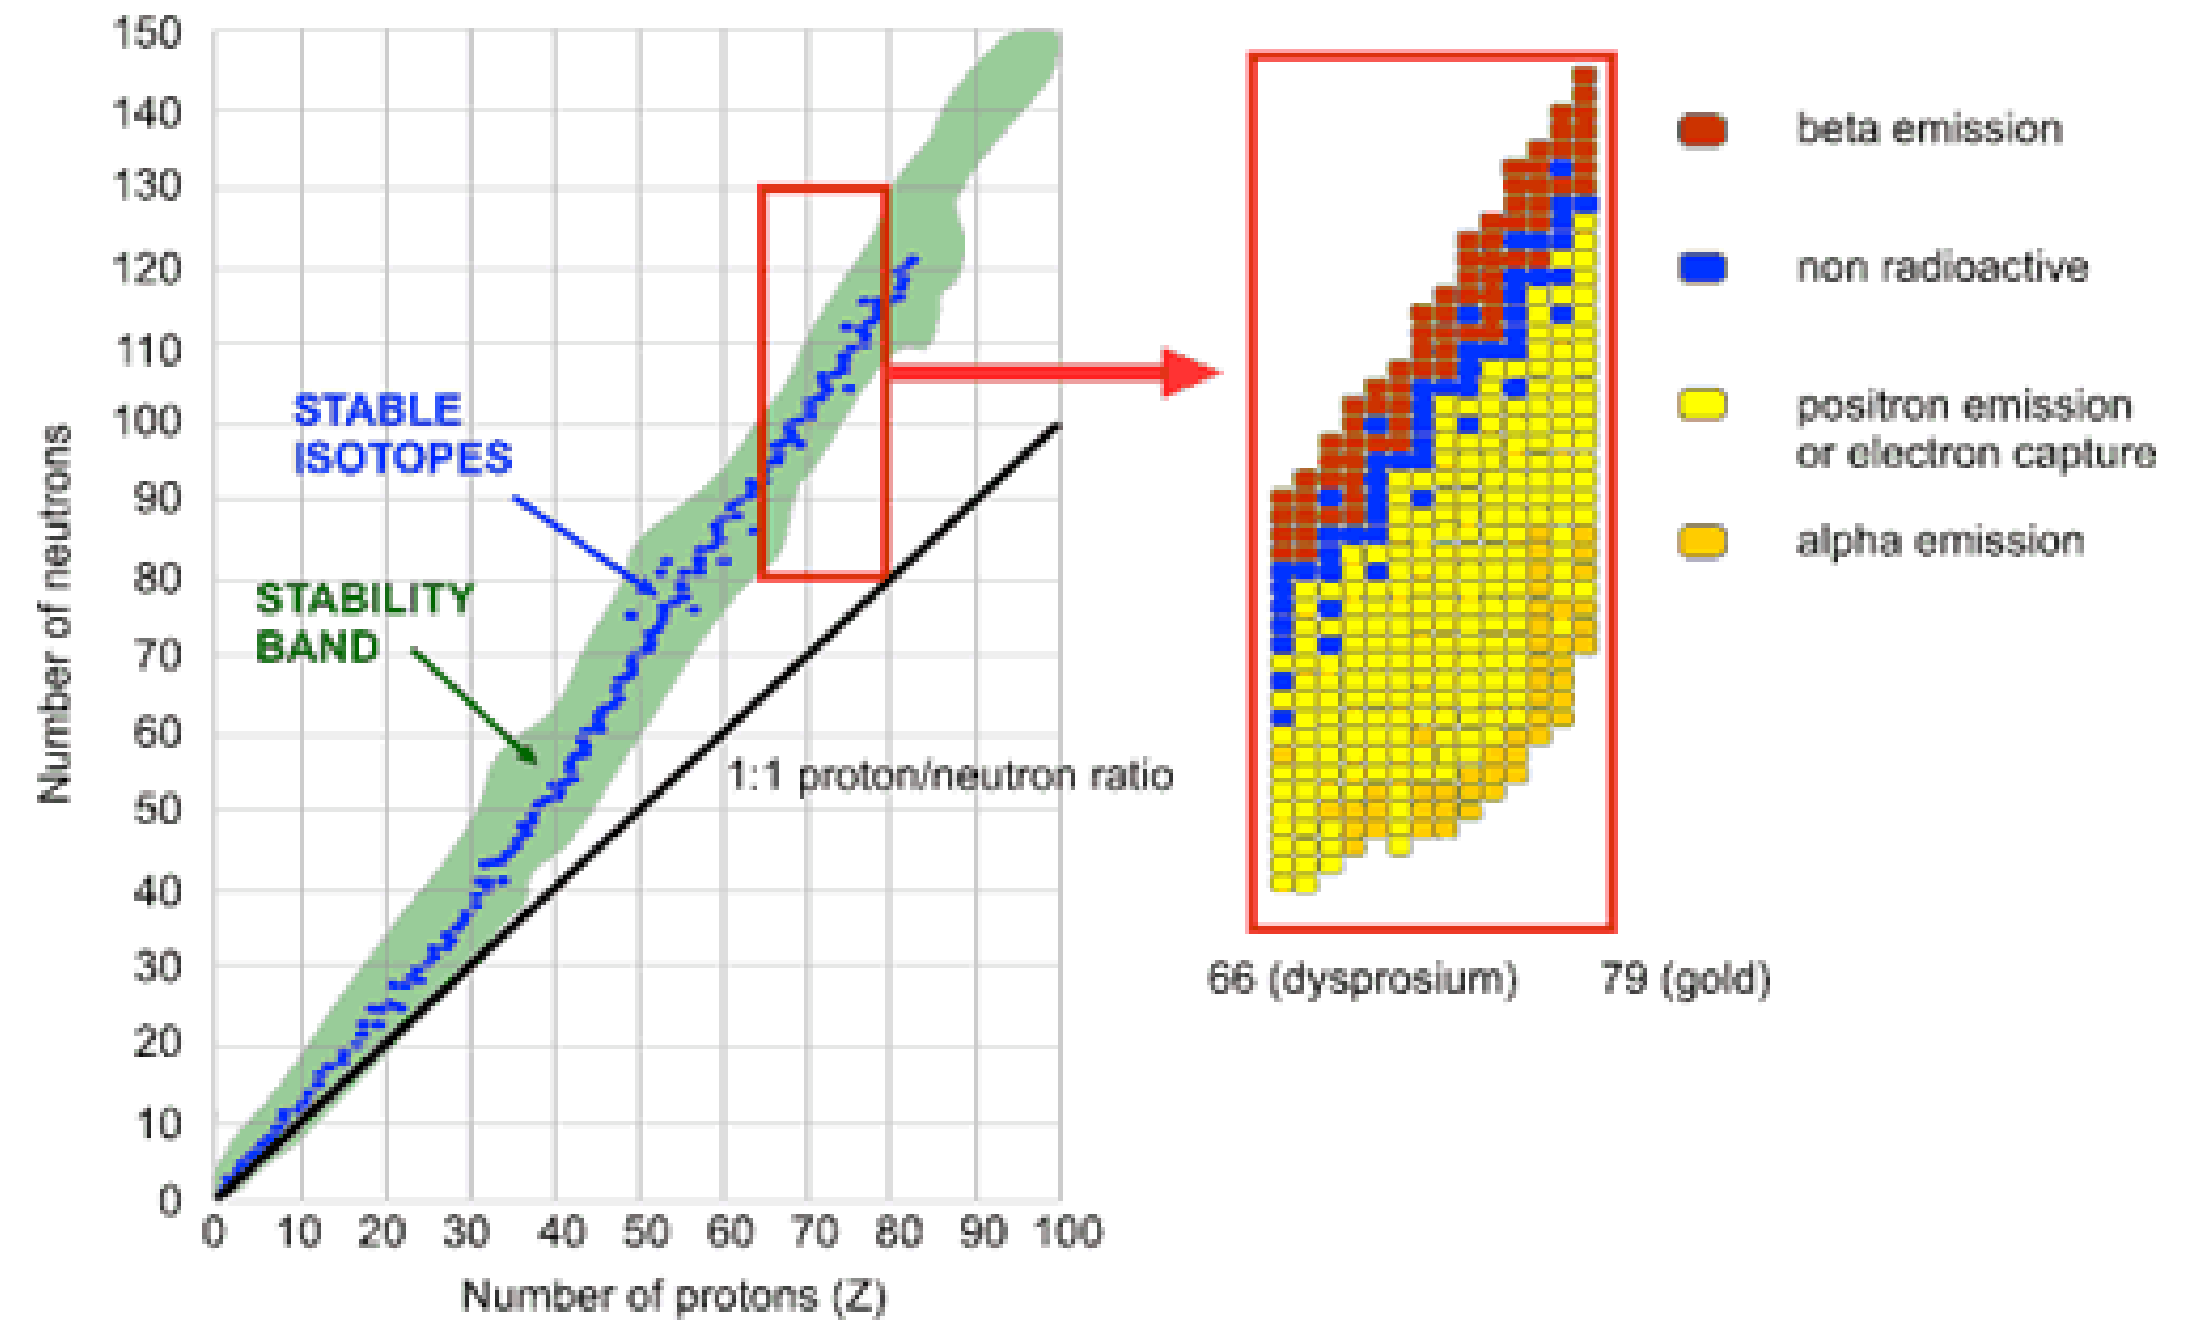 150
140
130
120
110
100
90
80
70
60
50
40
30
20
10
0
Number of neutrons
0 10 20 30 40 50 60 70 80 90 100
Number of protons (Z)
STABLE
ISOTOPES
STABILITY
BAND
1:1 proton/neutron ratio
66 (dysprosium)
79 (gold)
beta emission
non radioactive
positron emission
or electron capture
alpha emission